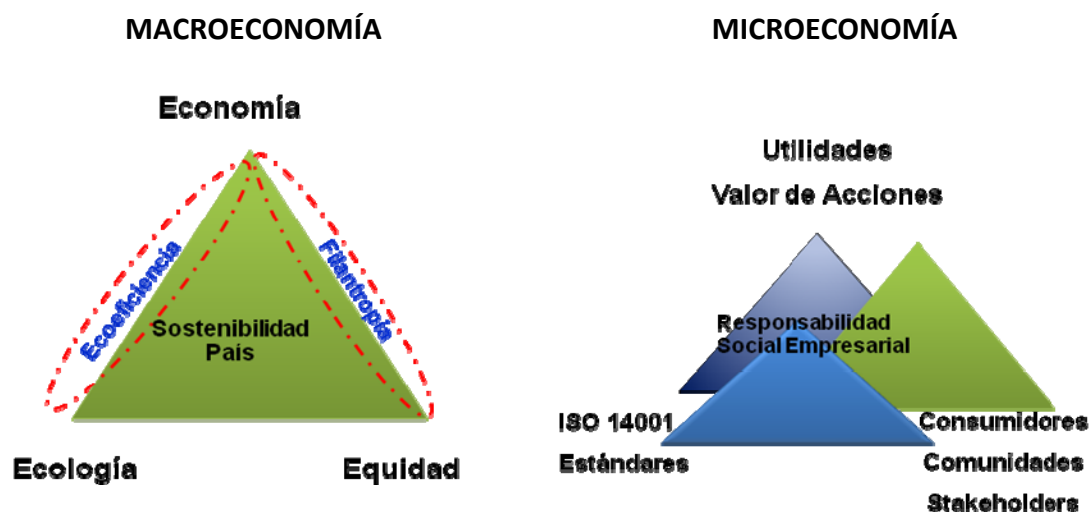 MACROECONOMÍA
Economía
Ecoeficiencia
Filantropía
Sostenibilidad
País
Ecología
Equidad
MICROECONOMÍA
Utilidades
Valor de Acciones
Responsabilidad
Social Empresarial
ISO 14001
Estándares
Consumidores
Comunidades
Stakeholders